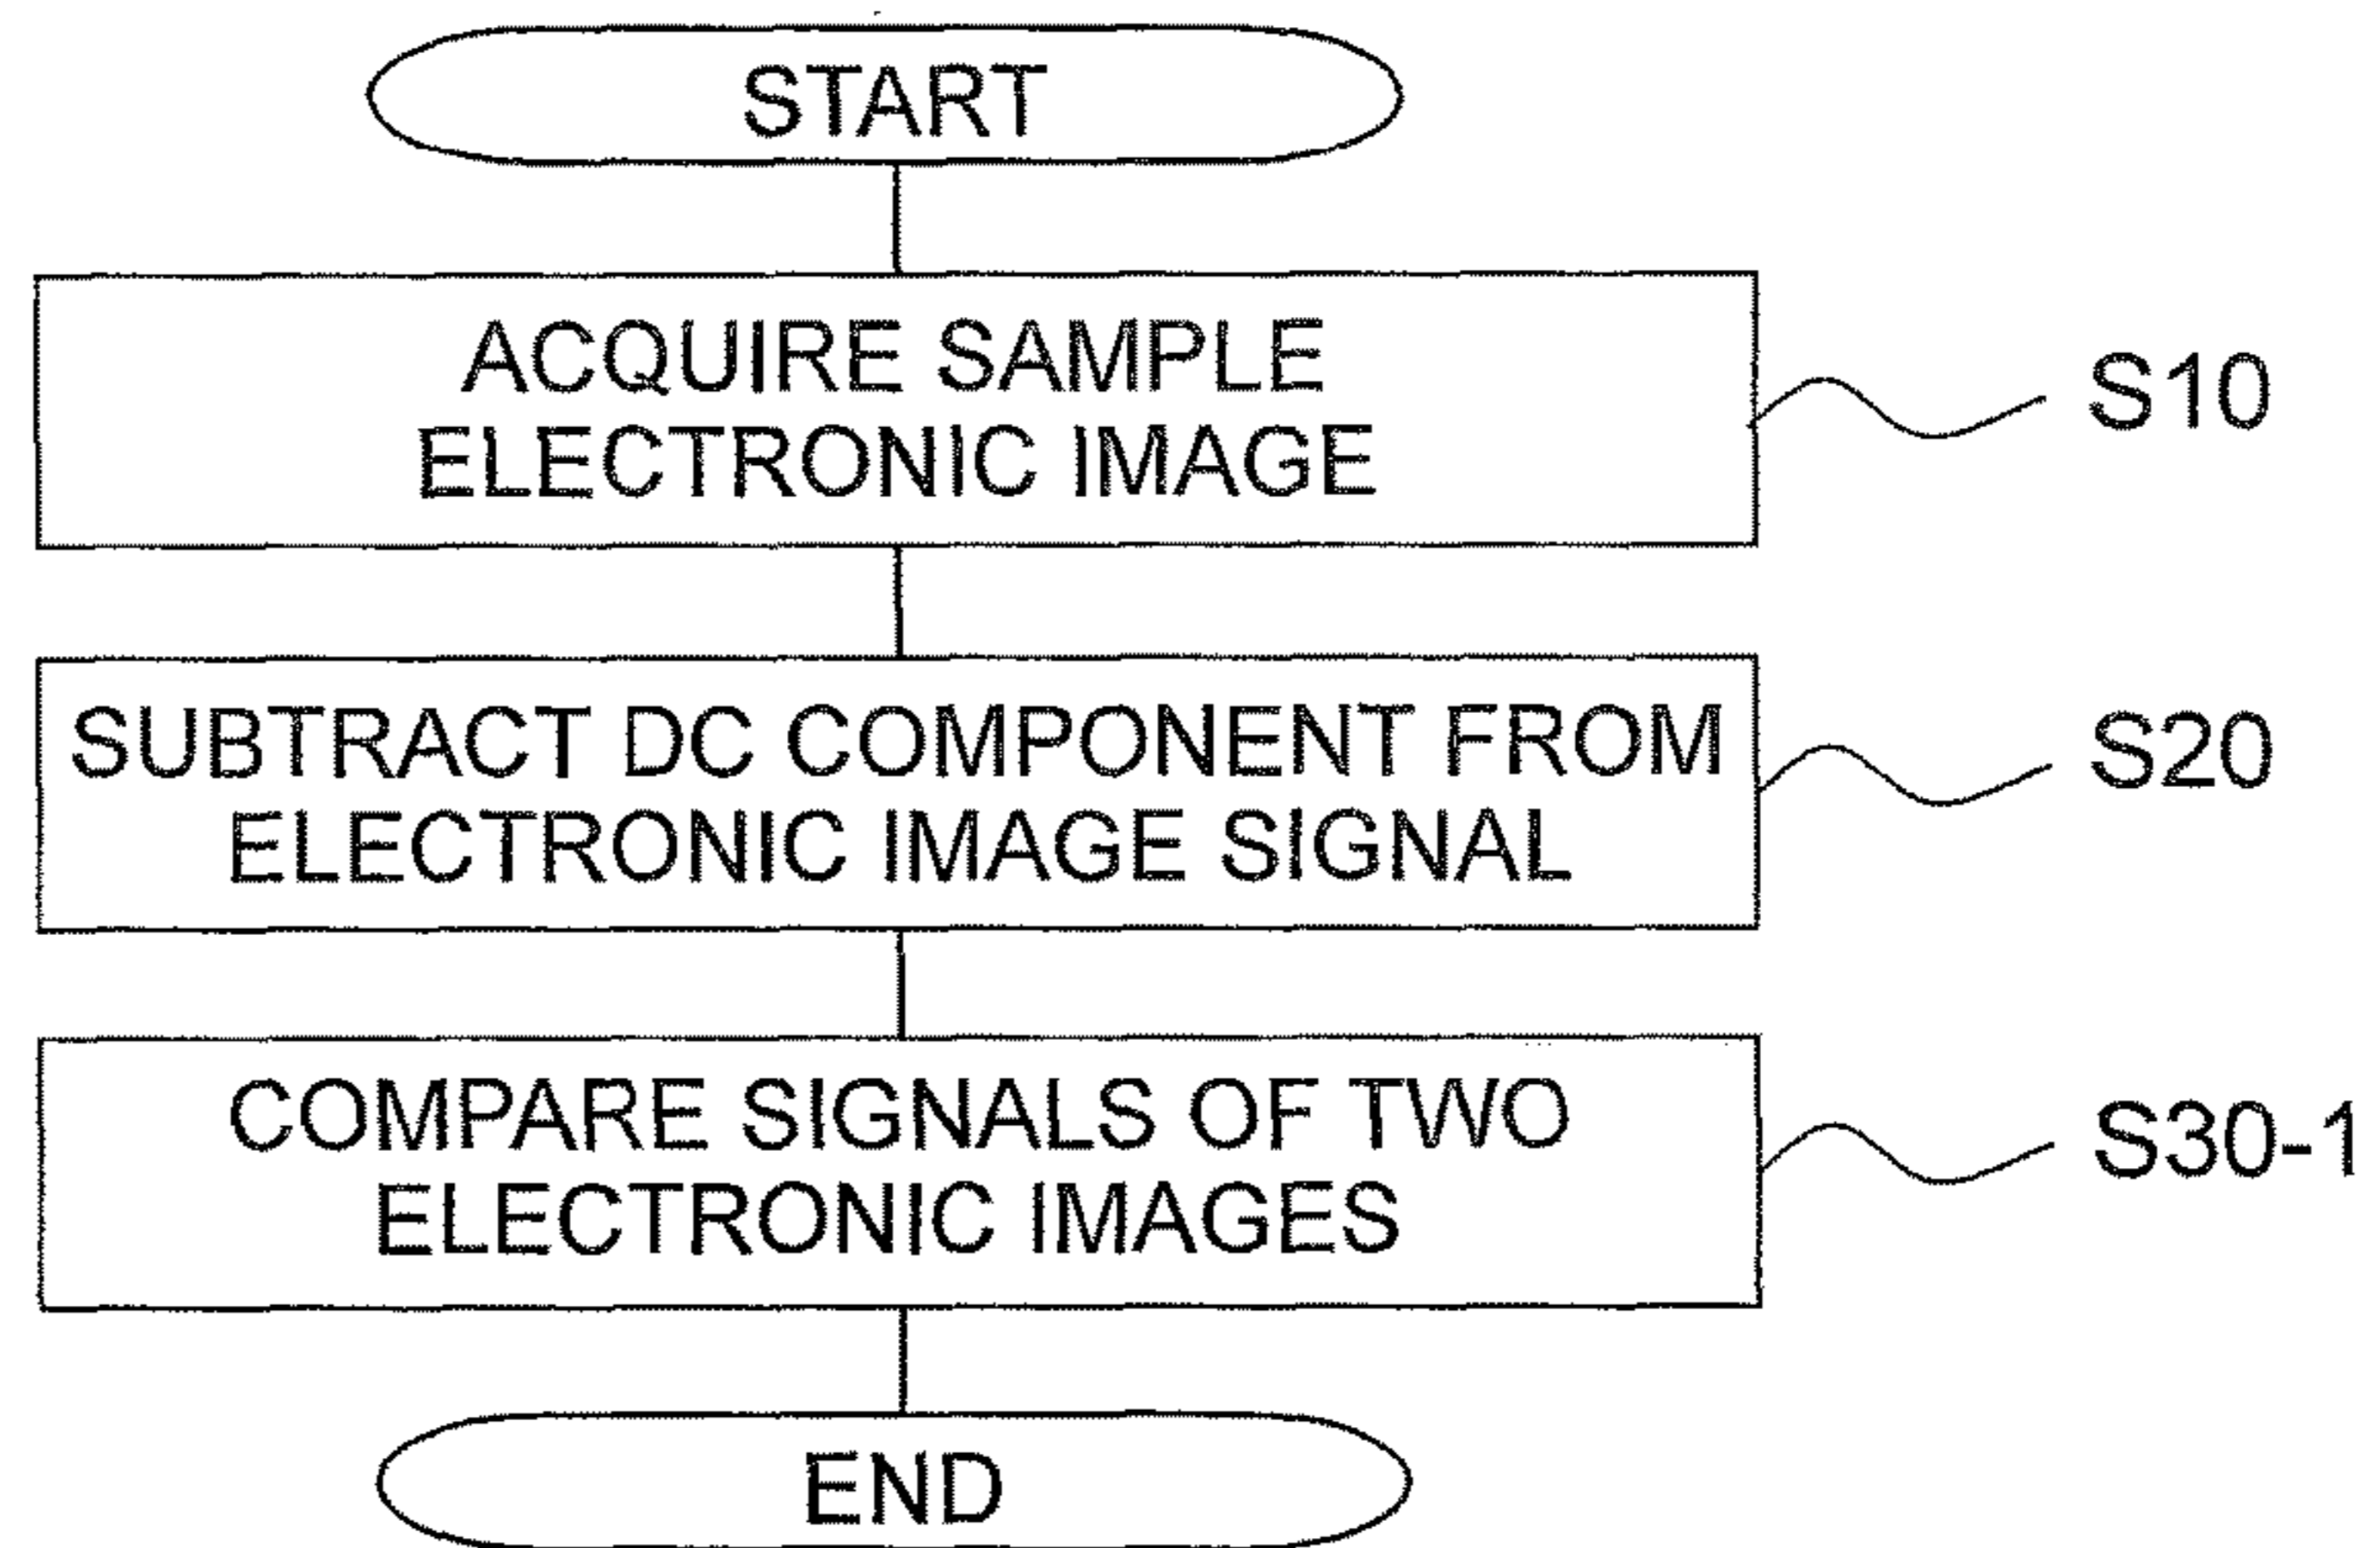 START
ACQUIRE SAMPLE
ELECTRONIC IMAGE
S10
SUBTRACT DC COMPONENT FROM
ELECTRONIC IMAGE SIGNAL
S20
COMPARE SIGNALS OF TWO
ELECTRONIC IMAGES
S30-1
END